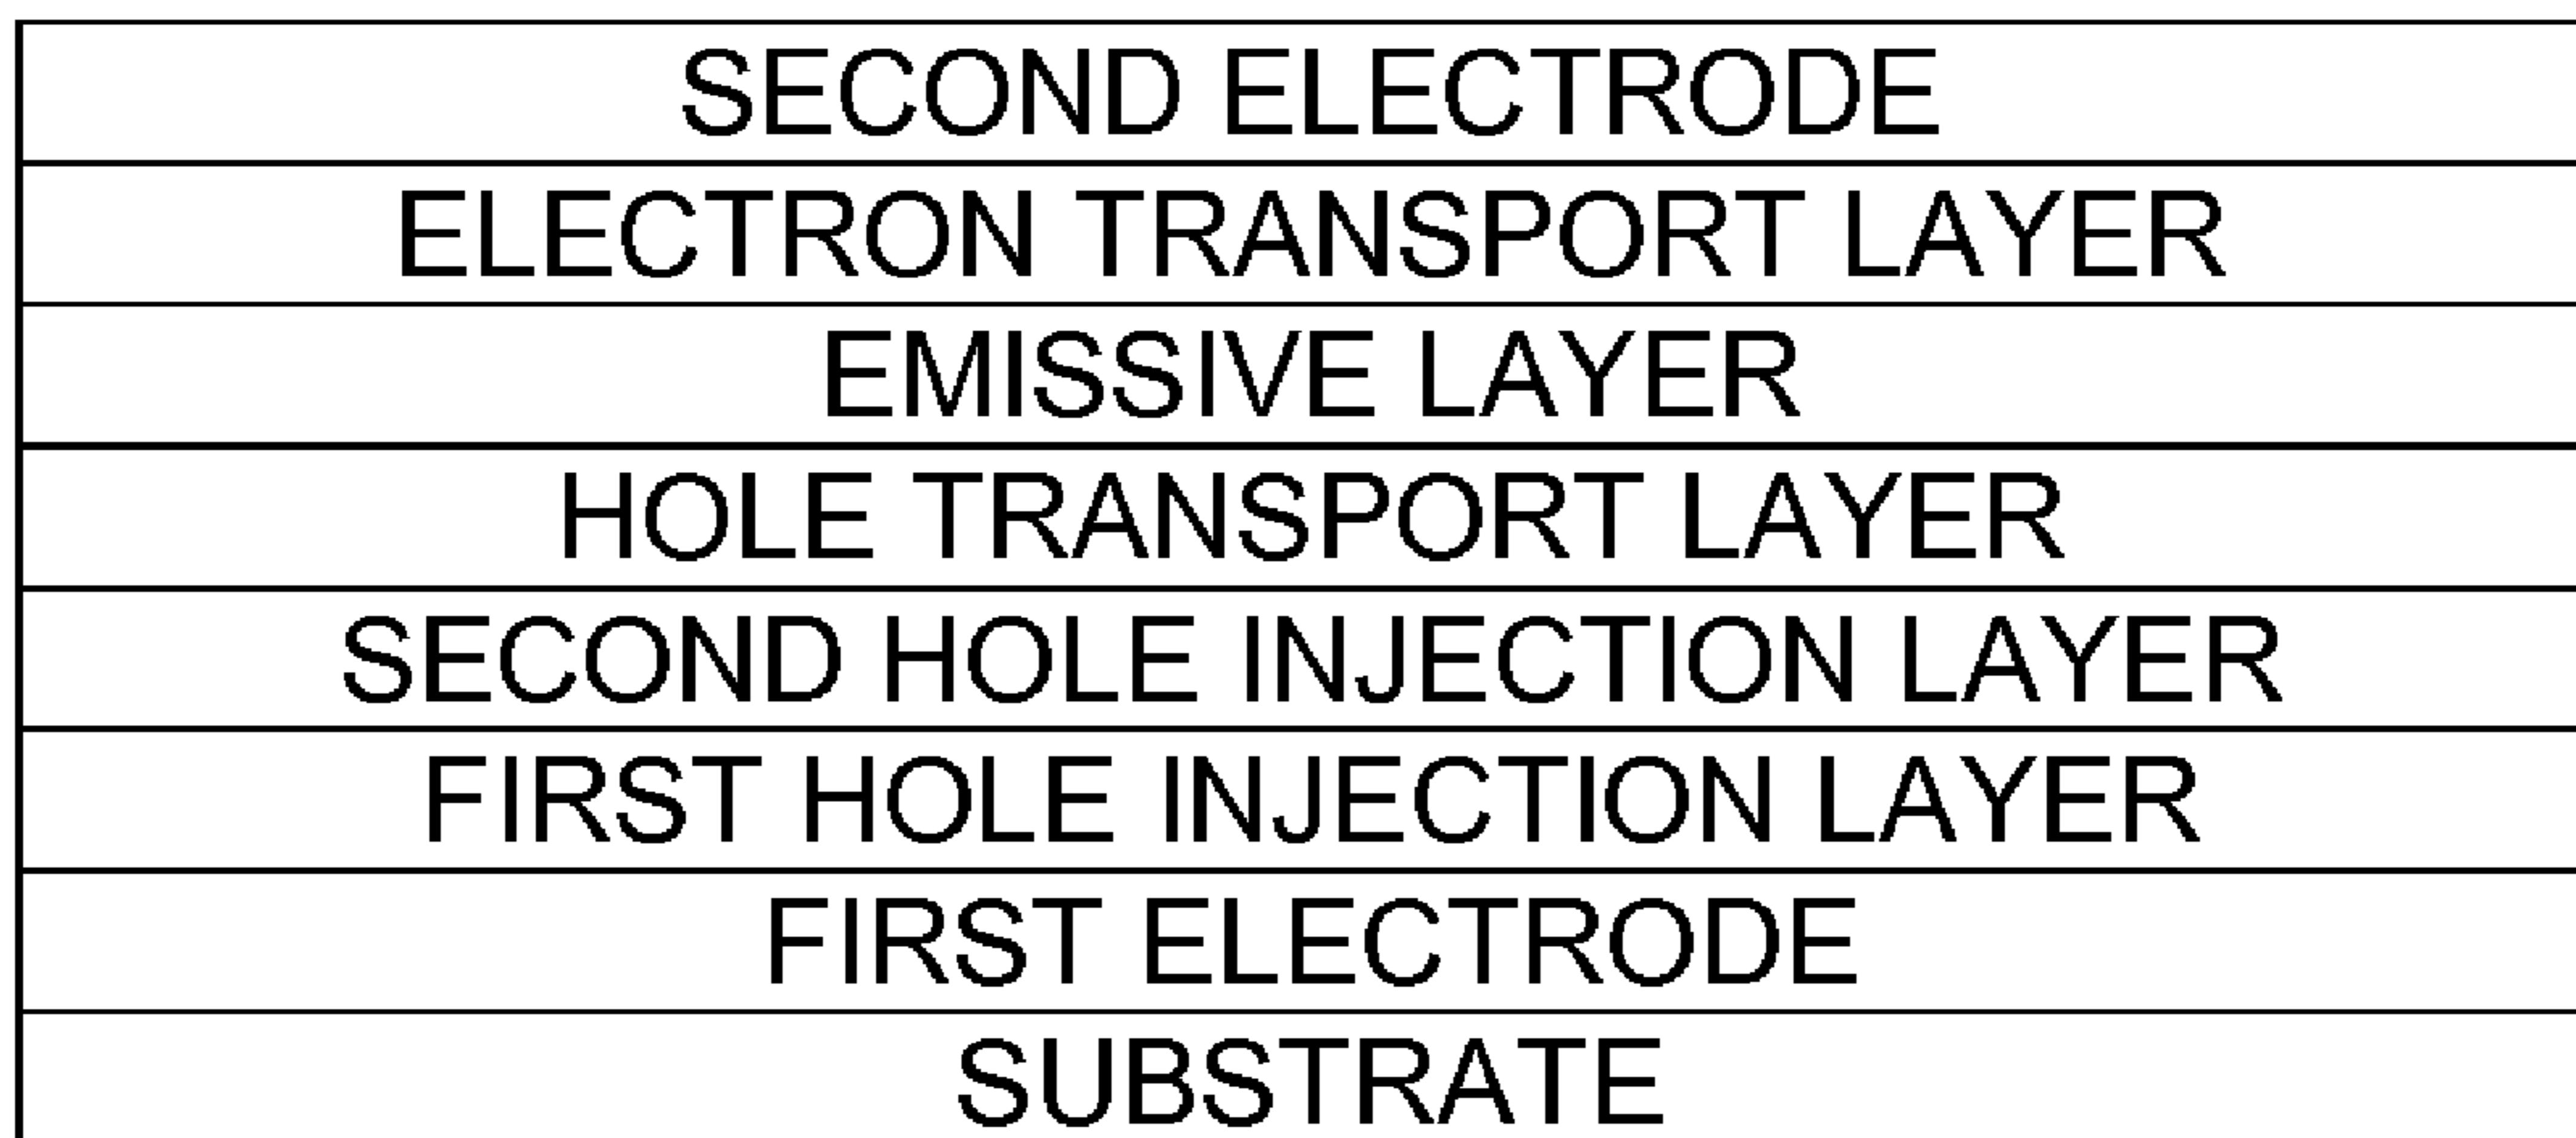 SECOND ELECTRODE
ELECTRON TRANSPORT LAYER
EMISSIVE LAYER
HOLE TRANSPORT LAYER
SECOND HOLE INJECTION LAYER
FIRST HOLE INJECTION LAYER
FIRST ELECTRODE
SUBSTRATE